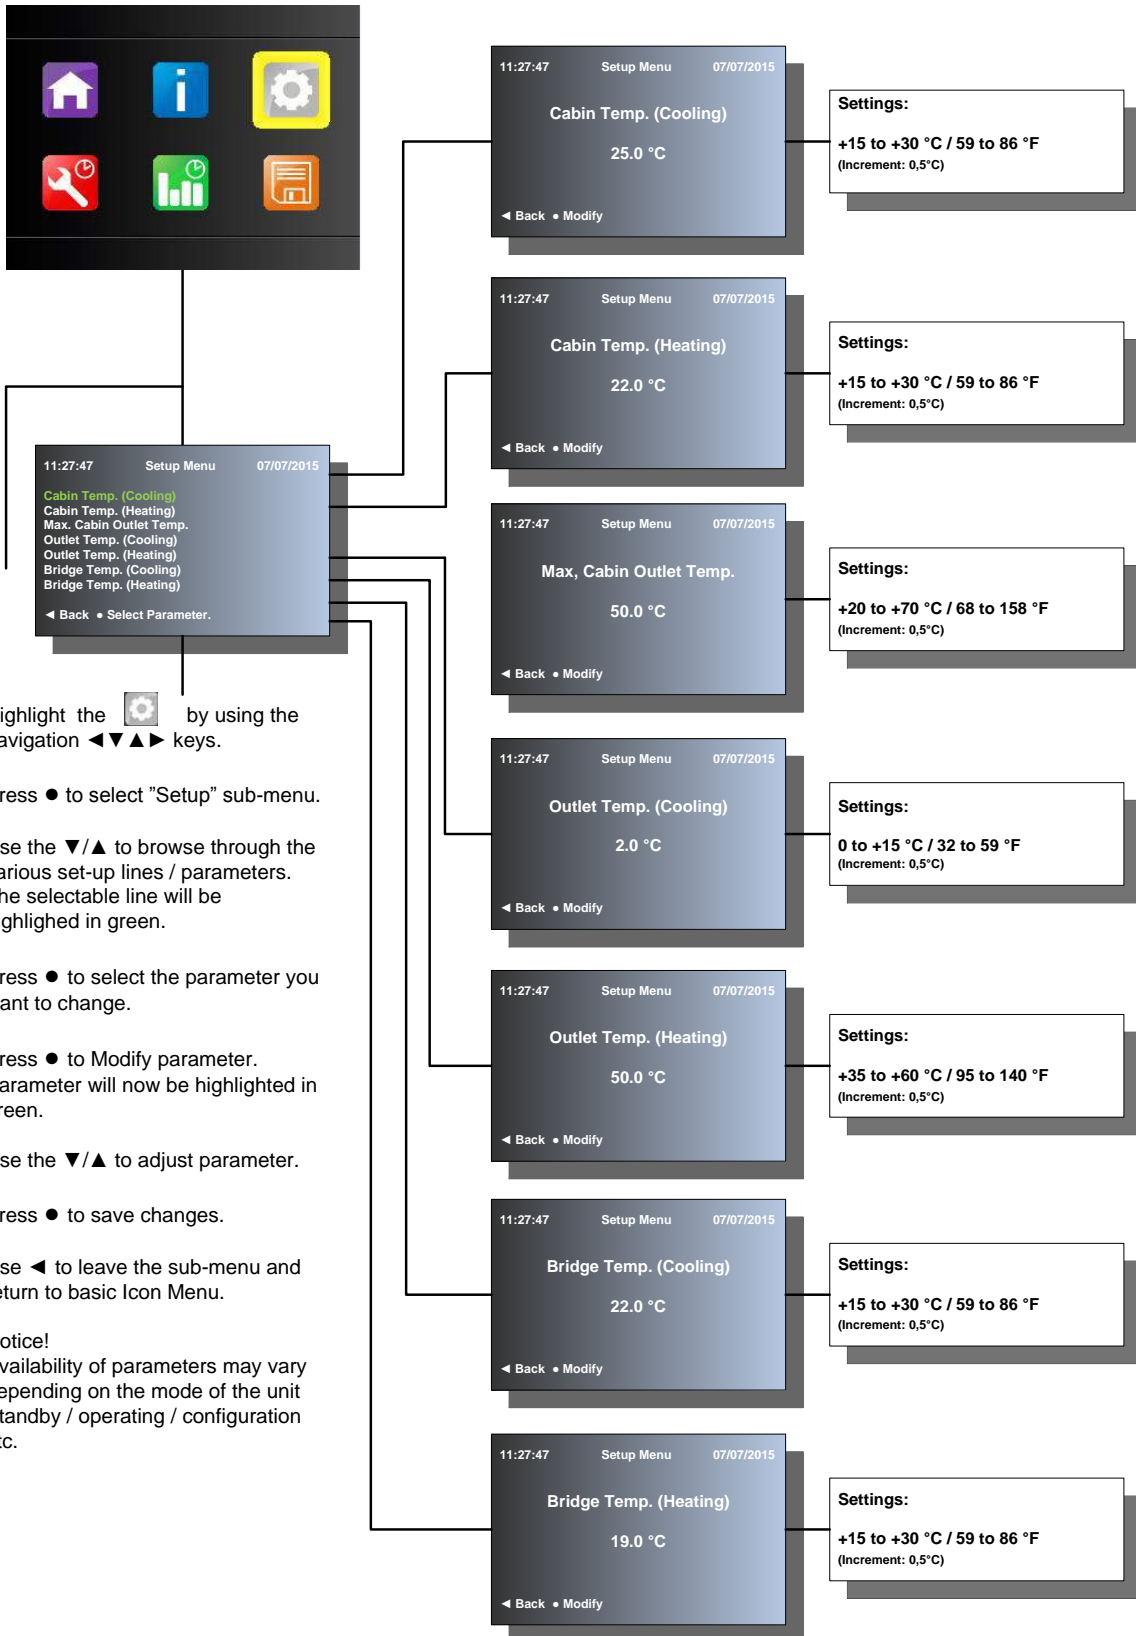 11:27:47 Setup Menu 07/07/2015
Cabin Temp. (Cooling)
Cabin Temp. (Heating)
Max. Cabin Outlet Temp.
Outlet Temp. (Cooling)
Outlet Temp. (Heating)
Bridge Temp. (Cooling)
Bridge Temp. (Heating)
◄ Back ● Select Parameter.
ighlight the by using the
avigation ◄▼▲► keys.
ress ● to select ”Setup” sub-menu.
se the ▼/▲ to browse through the
arious set-up lines / parameters.
he selectable line will be
ighlighed in green.
ress ● to select the parameter you
ant to change.
ress ● to Modify parameter.
arameter will now be highlighted in
reen.
se the ▼/▲ to adjust parameter.
ress ● to save changes.
se ◄ to leave the sub-menu and
eturn to basic Icon Menu.
otice!
vailability of parameters may vary
epending on the mode of the unit
tandby / operating / configuration
tc.
11:27:47 Setup Menu 07/07/2015
Cabin Temp. (Cooling)
25.0 °C
◄ Back ● Modify
Settings:
+15 to +30 °C / 59 to 86 °F
(Increment: 0,5°C)
11:27:47 Setup Menu 07/07/2015
Cabin Temp. (Heating)
22.0 °C
◄ Back ● Modify
Settings:
+15 to +30 °C / 59 to 86 °F
(Increment: 0,5°C)
11:27:47 Setup Menu 07/07/2015
Max, Cabin Outlet Temp.
50.0 °C
◄ Back ● Modify
Settings:
+20 to +70 °C / 68 to 158 °F
(Increment: 0,5°C)
11:27:47 Setup Menu 07/07/2015
Outlet Temp. (Cooling)
2.0 °C
◄ Back ● Modify
Settings:
0 to +15 °C / 32 to 59 °F
(Increment: 0,5°C)
11:27:47 Setup Menu 07/07/2015
Outlet Temp. (Heating)
50.0 °C
◄ Back ● Modify
Settings:
+35 to +60 °C / 95 to 140 °F
(Increment: 0,5°C)
11:27:47 Setup Menu 07/07/2015
Bridge Temp. (Cooling)
22.0 °C
◄ Back ● Modify
Settings:
+15 to +30 °C / 59 to 86 °F
(Increment: 0,5°C)
11:27:47 Setup Menu 07/07/2015
Bridge Temp. (Heating)
19.0 °C
◄ Back ● Modify
Settings:
+15 to +30 °C / 59 to 86 °F
(Increment: 0,5°C)